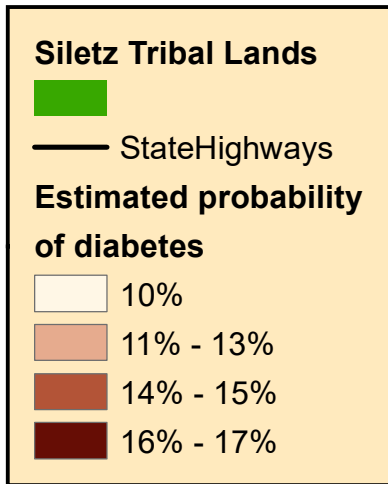 Siletz Tribal Lands
StateHighways
Estimated probability
of diabetes
10%
11% - 13%
14% - 15%
16% - 17%